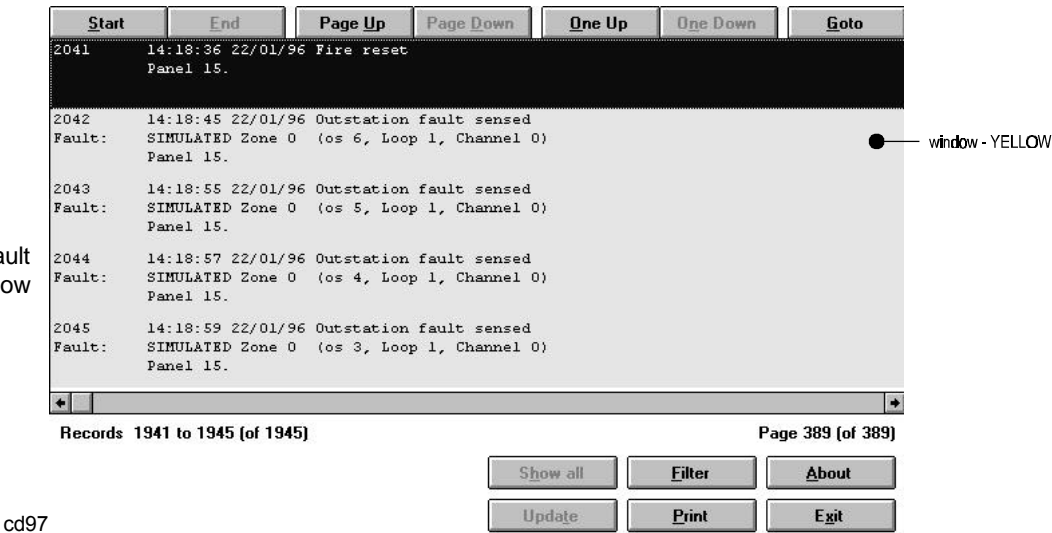 Start End Page Up Page Down One Up One Down Goto
2041 14:18:36 22/01/96 Fire reset
Panel 15.
2042 14:18:45 22/01/96 Outstation fault sensed
Fault: SIMULATED Zone 0 (os 6, Loop 1, Channel 0)
Panel 15.
window - YELLOW
2043 14:18:55 22/01/96 Outstation fault sensed
Fault: SIMULATED Zone 0 (os 5, Loop 1, Channel 0)
Panel 15.
ault
ow
2044 14:18:57 22/01/96 Outstation fault sensed
Fault: SIMULATED Zone 0 (os 4, Loop 1, Channel 0)
Panel 15.
2045 14:18:59 22/01/96 Outstation fault sensed
Fault: SIMULATED Zone 0 (os 3, Loop 1, Channel 0)
Panel 15.
Records 1941 to 1945 (of 1945) Page 389 (of 389)
Show all Filter About
Update Print Exit
cd97